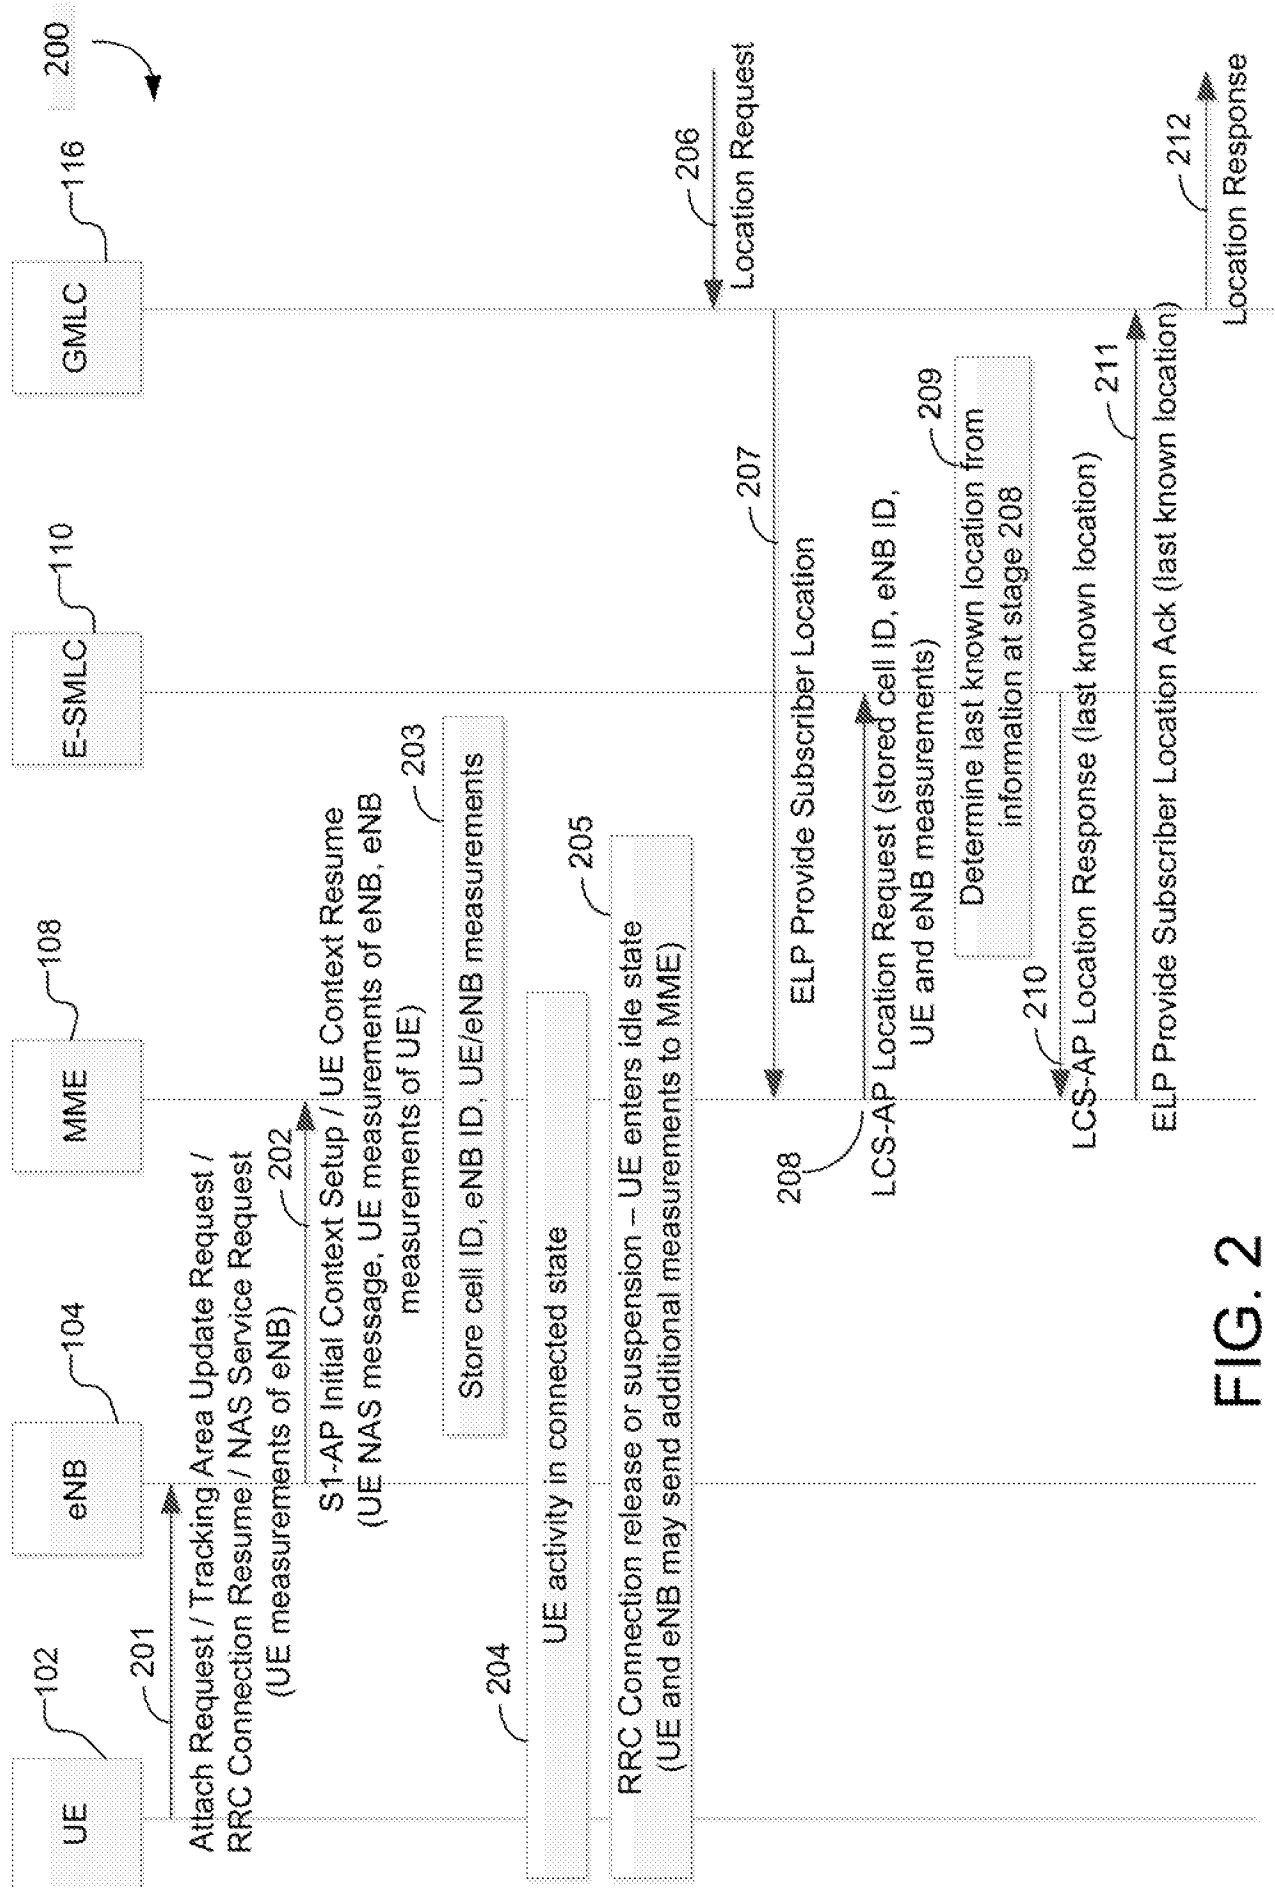 200
UE
102
eNB
104
MME
108
E-SMLC
110
GMLC
116
201
Attach Request / Tracking Area Update Request /
RRC Connection Resume / NAS Service Request
(UE measurements of eNB)
202
S1-AP Initial Context Setup / UE Context Resume
(UE NAS message, UE measurements of eNB, eNB
measurements of UE)
203
Store cell ID, eNB ID, UE/eNB measurements
204
UE activity in connected state
205
RRC Connection release or suspension – UE enters idle state
(UE and eNB may send additional measurements to MME)
206
Location Request
207
ELP Provide Subscriber Location
208
LCS-AP Location Request (stored cell ID, eNB ID,
UE and eNB measurements)
209
Determine last known location from
information at stage 208
210
LCS-AP Location Response (last known location)
211
ELP Provide Subscriber Location Ack (last known location)
212
Location Response
FIG. 2